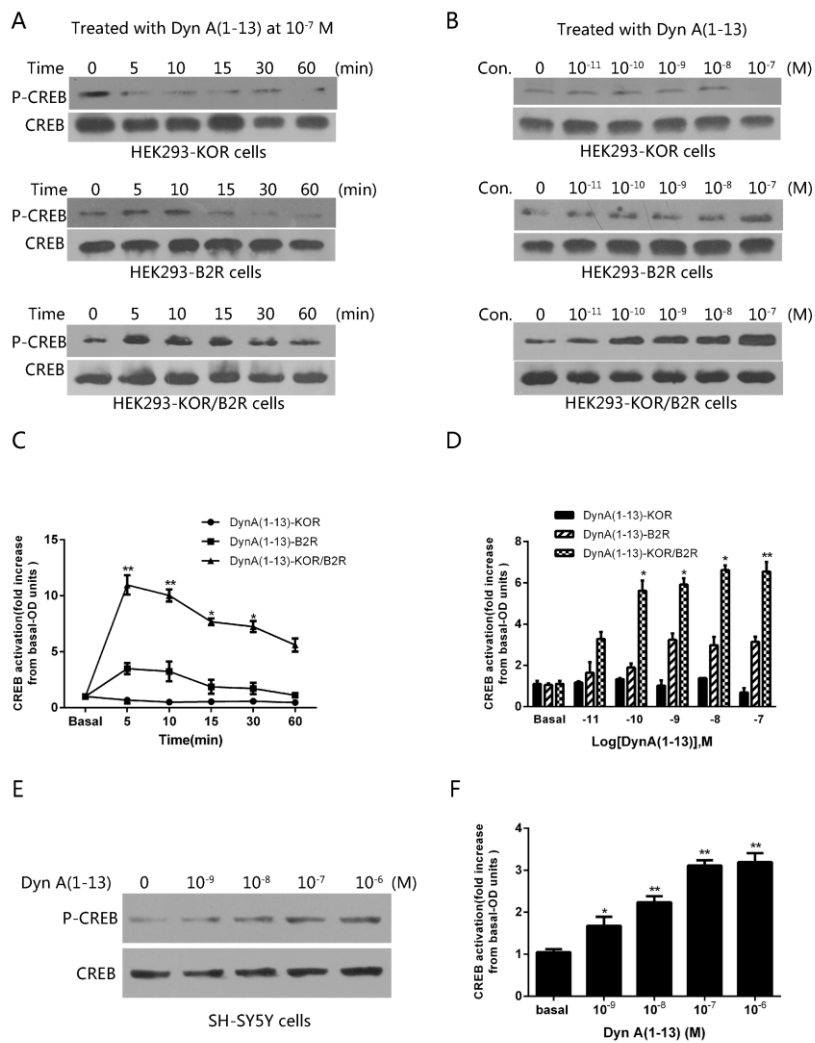 A
Treated with Dyn A(1-13) at 10⁻⁷ M
Time 0 5 10 15 30 60 (min)
P-CREB
CREB
HEK293-KOR cells
Time 0 5 10 15 30 60 (min)
P-CREB
CREB
HEK293-B2R cells
Time 0 5 10 15 30 60 (min)
P-CREB
CREB
HEK293-KOR/B2R cells
B
Treated with Dyn A(1-13)
Con. 0 10⁻¹¹ 10⁻¹⁰ 10⁻⁹ 10⁻⁸ 10⁻⁷ (M)
HEK293-KOR cells
Con. 0 10⁻¹¹ 10⁻¹⁰ 10⁻⁹ 10⁻⁸ 10⁻⁷ (M)
HEK293-B2R cells
Con. 0 10⁻¹¹ 10⁻¹⁰ 10⁻⁹ 10⁻⁸ 10⁻⁷ (M)
HEK293-KOR/B2R cells
C
DynA(1-13)-KOR
DynA(1-13)-B2R
DynA(1-13)-KOR/B2R
CREB activation(fold increase
from basal-OD units )
15
10
5
0
** ** * *
Basal 5 10 15 30 60
Time(min)
D
DynA(1-13)-KOR
DynA(1-13)-B2R
DynA(1-13)-KOR/B2R
CREB activation(fold increase
from basal-OD units )
8
6
4
2
0
* * * **
Basal -11 -10 -9 -8 -7
Log[DynA(1-13)],M
E
Dyn A(1-13) 0 10⁻⁹ 10⁻⁸ 10⁻⁷ 10⁻⁶ (M)
P-CREB
CREB
SH-SY5Y cells
F
CREB activation(fold increase
from basal-OD units )
4
3
2
1
0
* ** ** **
basal 10⁻⁹ 10⁻⁸ 10⁻⁷ 10⁻⁶
Dyn A(1-13) (M)